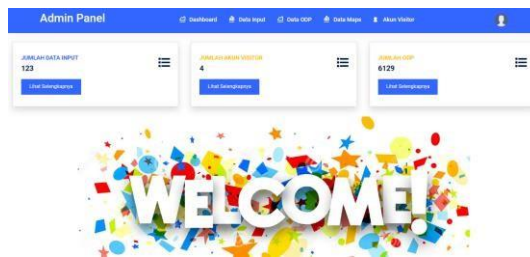 Admin Panel
Dashboard Data Input Data ODP Data Maps Akun Visitor
JUMLAH DATA INPUT
123
Lihat Selengkapnya
JUMLAH AKUN VISITOR
4
Lihat Selengkapnya
JUMLAH ODP
6129
Lihat Selengkapnya
WELCOME!